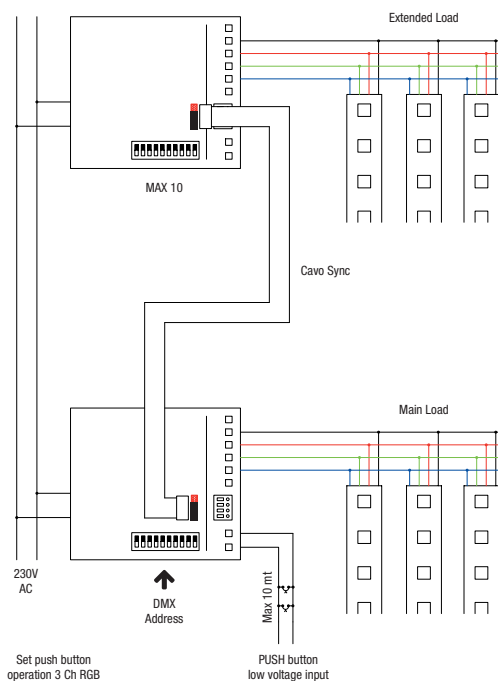 Extended Load
MAX 10
Cavo Sync
Main Load
230V
AC
DMX
Address
Max 10 mt
Set push button
operation 3 Ch RGB
PUSH button
low voltage input